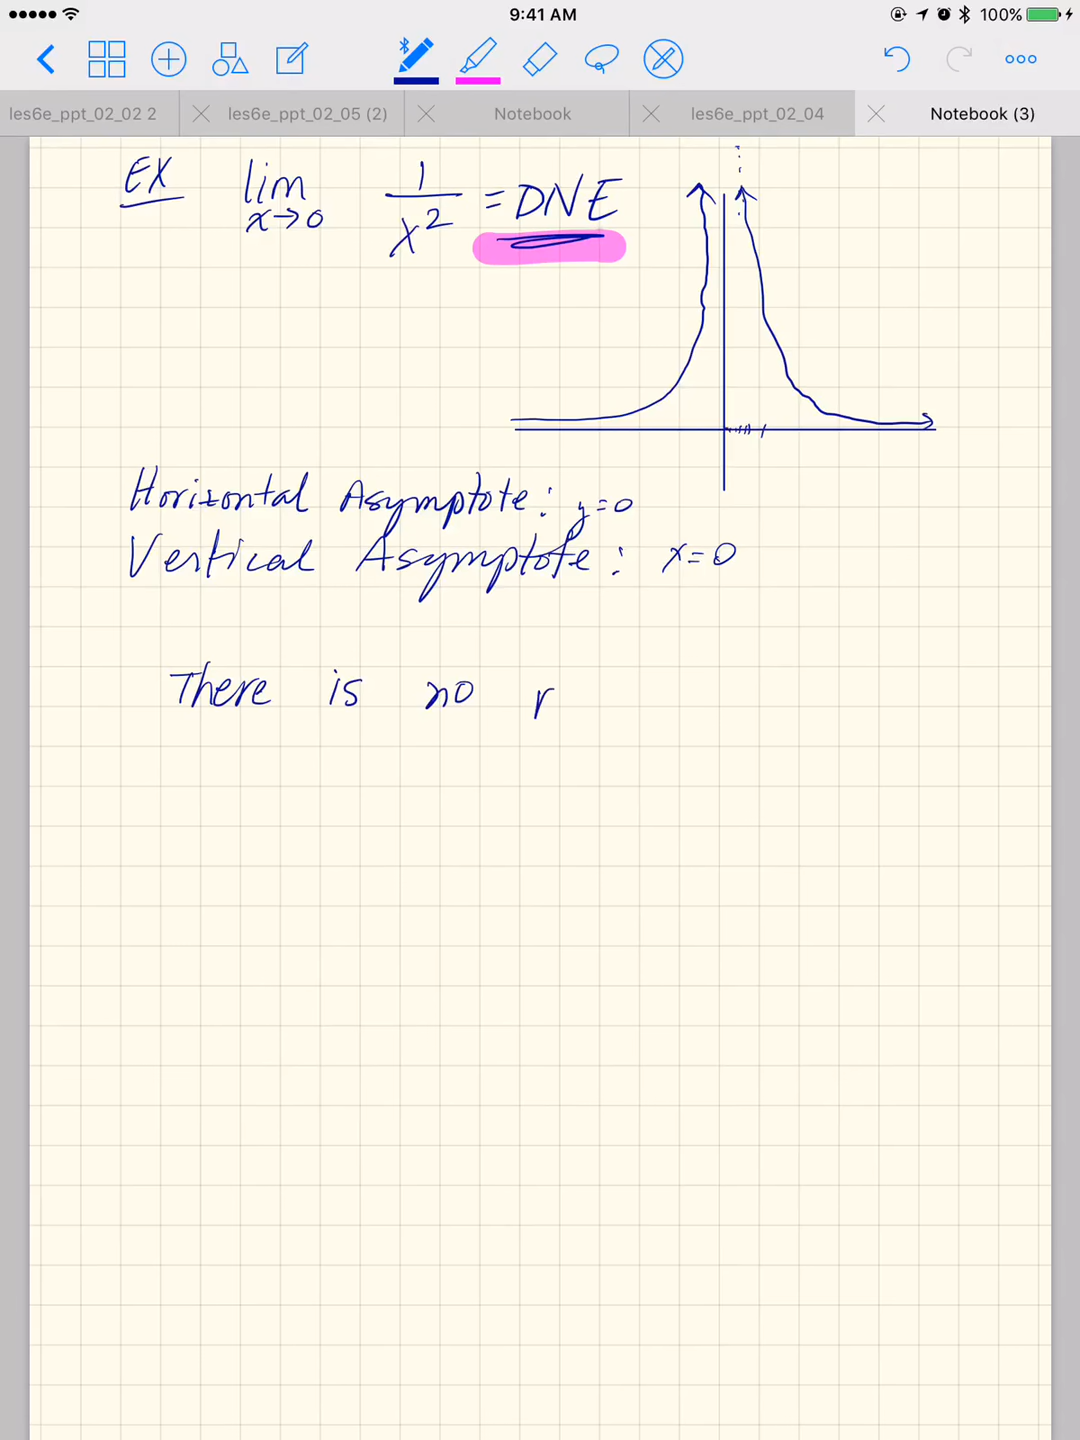 9:41 AM 100%
les6e_ppt_02_02 2 les6e_ppt_02_05 (2) Notebook les6e_ppt_02_04 Notebook (3)
EX lim x→0 1/x² = DNE
Horizontal Asymptote: y=0
Vertical Asymptote: x=0
There is no r